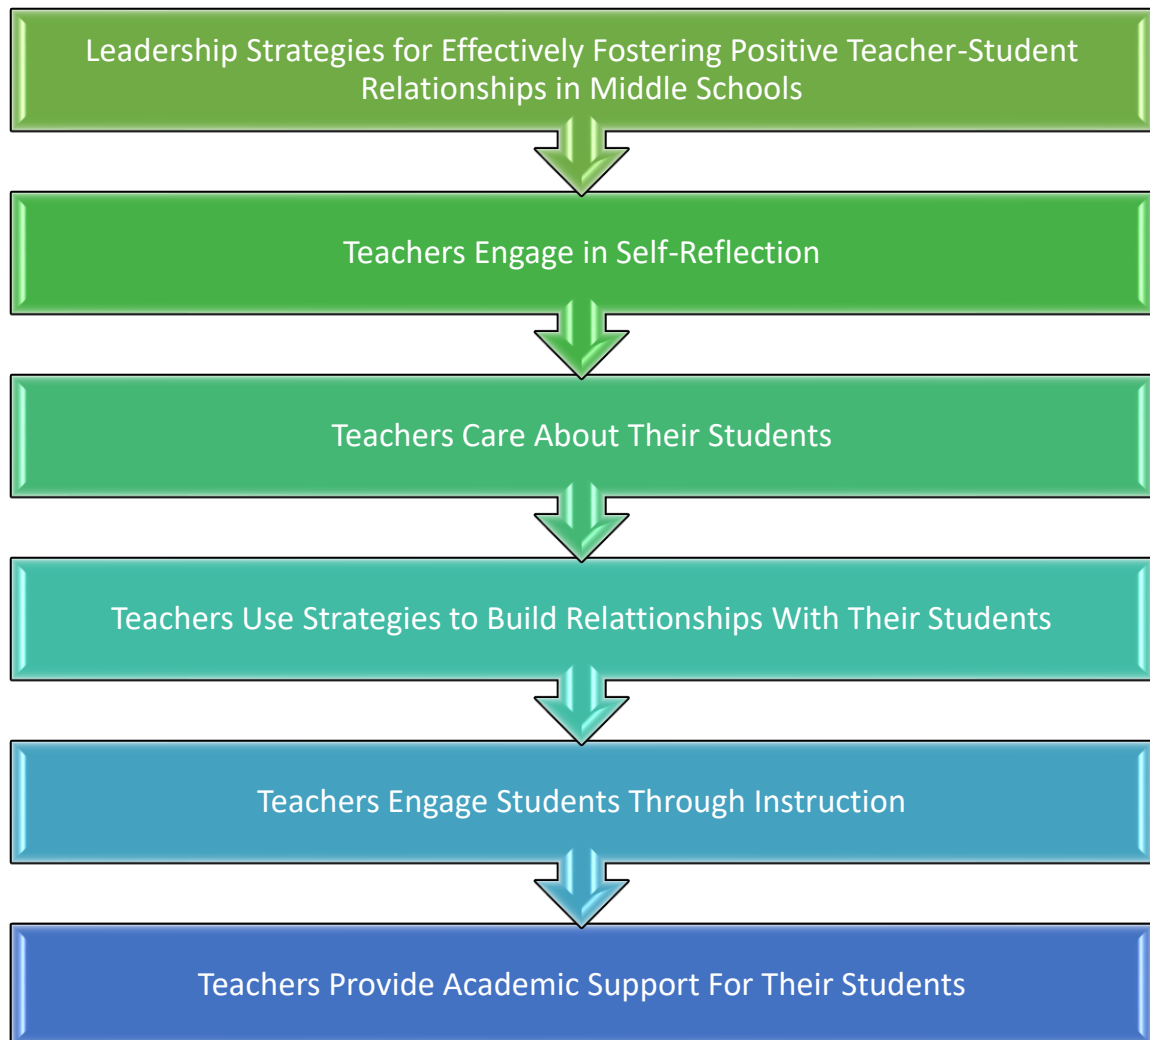 Leadership Strategies for Effectively Fostering Positive Teacher-Student
Relationships in Middle Schools
Teachers Engage in Self-Reflection
Teachers Care About Their Students
Teachers Use Strategies to Build Relattionships With Their Students
Teachers Engage Students Through Instruction
Teachers Provide Academic Support For Their Students